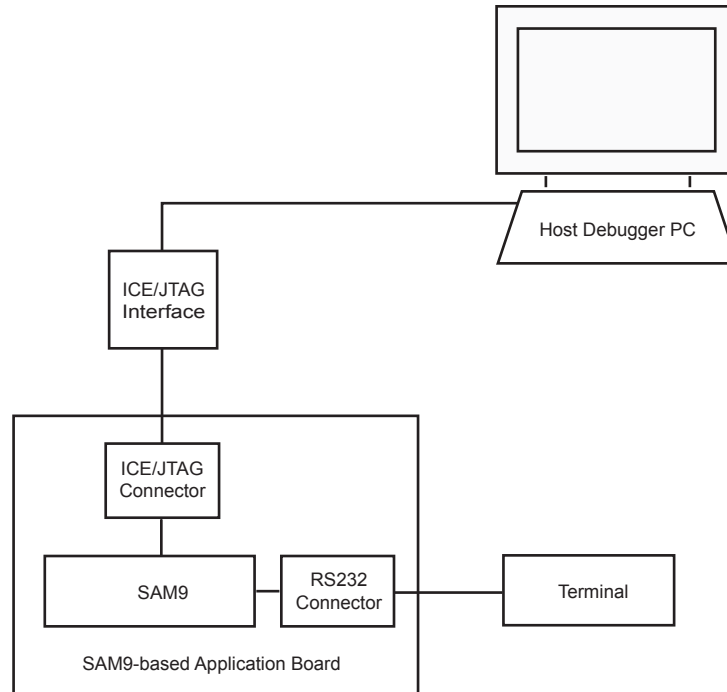 Host Debugger PC
ICE/JTAG
Interface
ICE/JTAG
Connector
SAM9
RS232
Connector
Terminal
SAM9-based Application Board